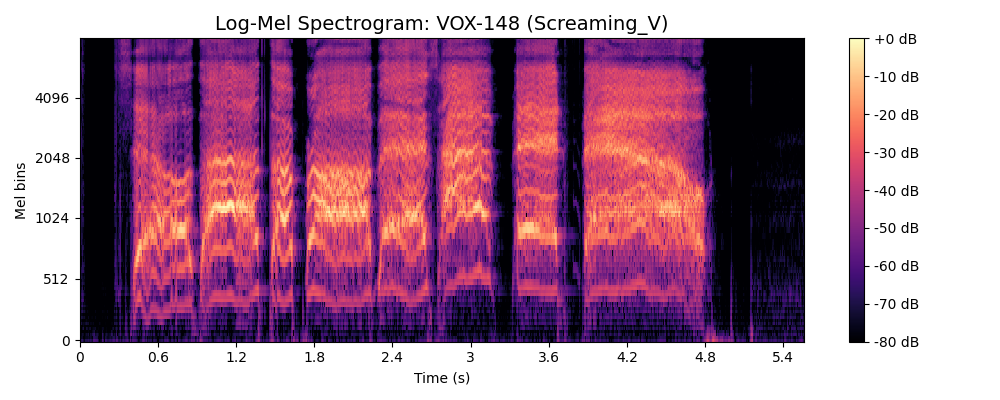 Log-Mel Spectrogram: VOX-148 (Screaming_V)
Mel bins
4096
2048
1024
512
0
0 0.6 1.2 1.8 2.4 3 3.6 4.2 4.8 5.4
Time (s)
+0 dB
-10 dB
-20 dB
-30 dB
-40 dB
-50 dB
-60 dB
-70 dB
-80 dB